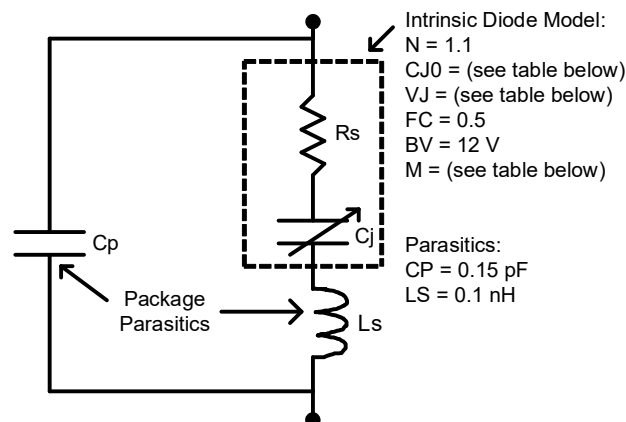 Intrinsic Diode Model:
N = 1.1
CJ0 = (see table below)
VJ = (see table below)
FC = 0.5
BV = 12 V
M = (see table below)
Rs
Cj
Cp
Parasitics:
CP = 0.15 pF
LS = 0.1 nH
Package
Parasitics
Ls